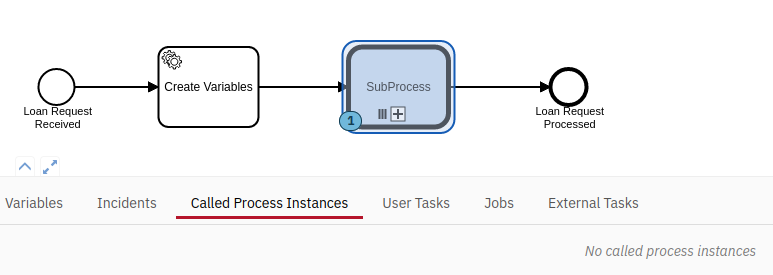 Create Variables
SubProcess
Loan Request
Received
1
Loan Request
Processed
Variables
Incidents
Called Process Instances
User Tasks
Jobs
External Tasks
No called process instances